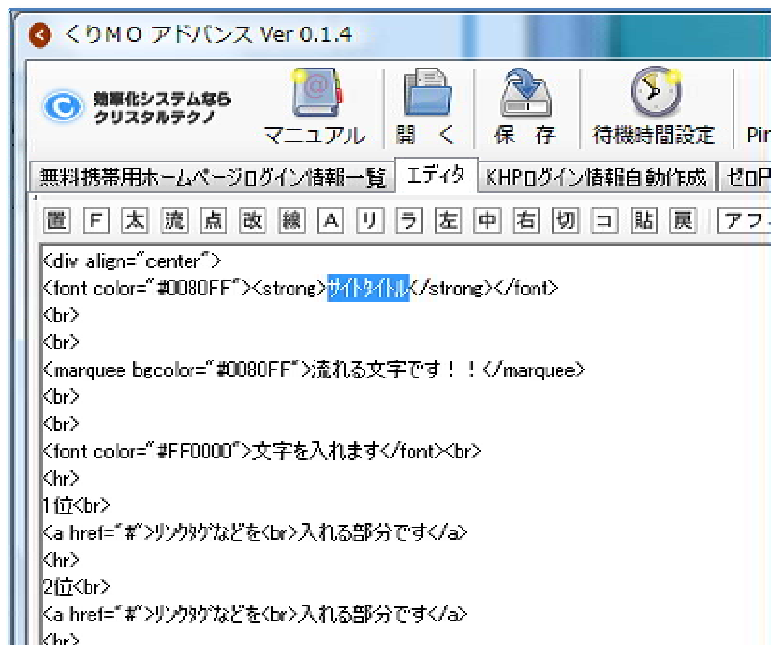 くりMO アドバンス Ver 0.1.4
効率化システムなら
クリスタルテクノ
マニュアル
開 く
保 存
待機時間設定
Pin
無料携帯用ホームページログイン情報一覧
エディタ
KHPログイン情報自動作成
ゼロP
置 F 太 流 点 改 線 A リ ラ 左 中 右 切 コ 貼 戻 アフィ
<div align="center">
<font color="#0080FF"><strong>サイトタイトル</strong></font>
<br>
<br>
<marquee bgcolor="#0080FF">流れる文字です！！</marquee>
<br>
<br>
<font color="#FF0000">文字を入れます</font><br>
<hr>
1位<br>
<a href="#">リンクタグなどを<br>入れる部分です</a>
<hr>
2位<br>
<a href="#">リンクタグなどを<br>入れる部分です</a>
<hr>